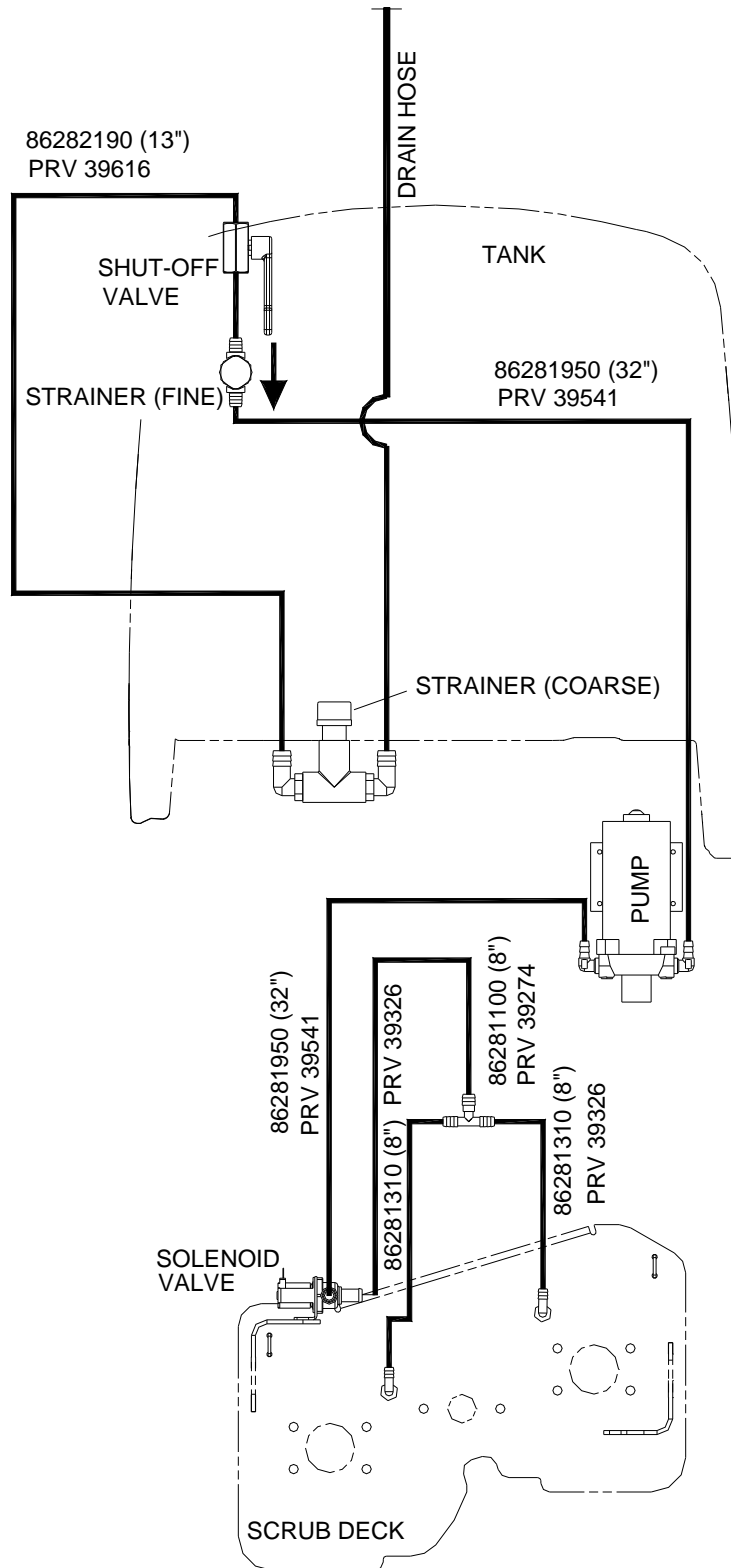 DRAIN HOSE
86282190 (13")
PRV 39616
SHUT-OFF
VALVE
TANK
STRAINER (FINE)
86281950 (32")
PRV 39541
STRAINER (COARSE)
PUMP
86281950 (32")
PRV 39541
86281310 (8")
PRV 39326
86281100 (8")
PRV 39274
86281310 (8")
PRV 39326
SOLENOID
VALVE
SCRUB DECK